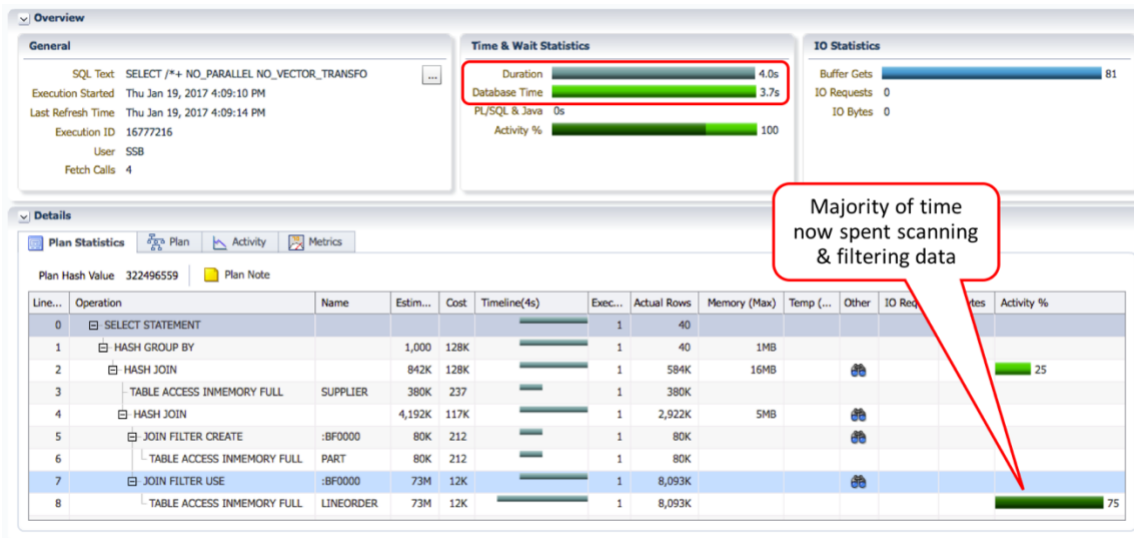 Overview
General
SQL Text SELECT /*+ NO_PARALLEL NO_VECTOR_TRANSFO ...
Execution Started Thu Jan 19, 2017 4:09:10 PM
Last Refresh Time Thu Jan 19, 2017 4:09:14 PM
Execution ID 16777216
User SSB
Fetch Calls 4
Time & Wait Statistics
Duration 4.0s
Database Time 3.7s
PL/SQL & Java 0s
Activity % 100
IO Statistics
Buffer Gets 81
IO Requests 0
IO Bytes 0
Majority of time
now spent scanning
& filtering data
Details
Plan Statistics Plan Activity Metrics
Plan Hash Value 322496559 Plan Note
Line... Operation Name Estim... Cost Timeline(4s) Exec... Actual Rows Memory (Max) Temp (... Other IO Req tes Activity %
0 SELECT STATEMENT 1 40
1 HASH GROUP BY 1,000 128K 1 40 1MB
2 HASH JOIN 842K 128K 1 584K 16MB 25
3 TABLE ACCESS INMEMORY FULL SUPPLIER 380K 237 1 380K
4 HASH JOIN 4,192K 117K 1 2,922K 5MB
5 JOIN FILTER CREATE :BF0000 80K 212 1 80K
6 TABLE ACCESS INMEMORY FULL PART 80K 212 1 80K
7 JOIN FILTER USE :BF0000 73M 12K 1 8,093K
8 TABLE ACCESS INMEMORY FULL LINEORDER 73M 12K 1 8,093K 75